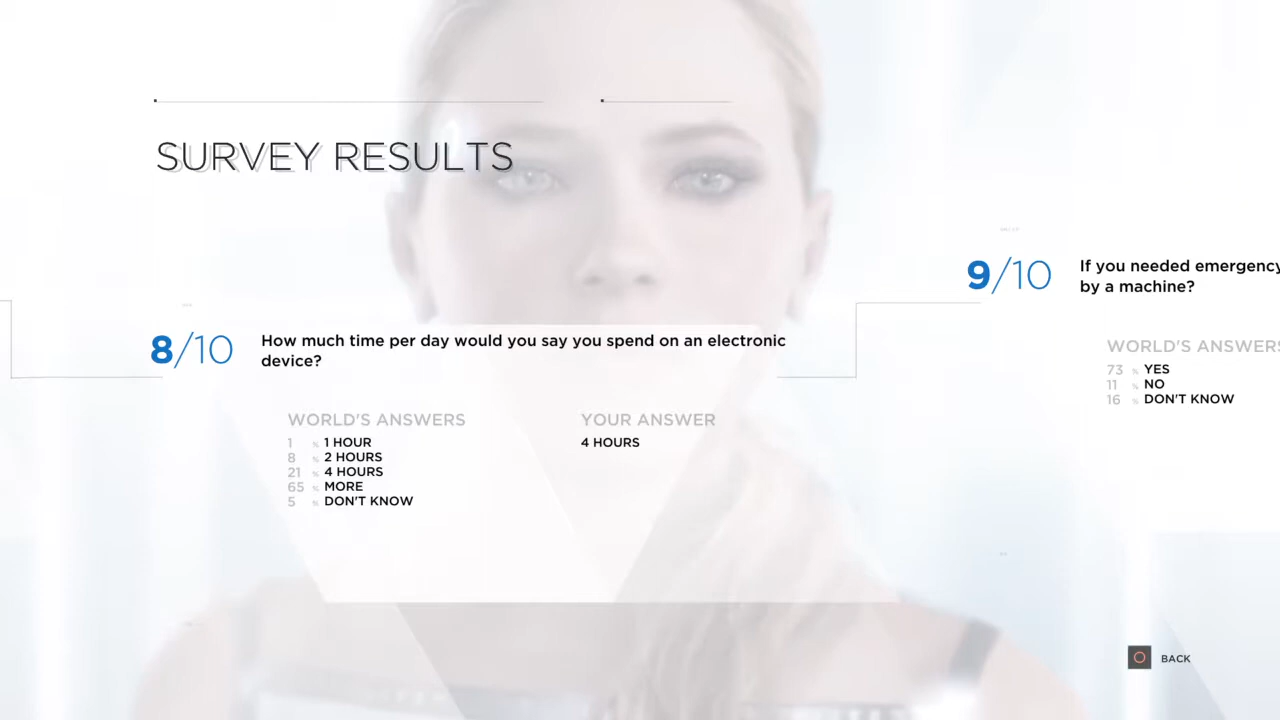 SURVEY RESULTS
8/10
How much time per day would you say you spend on an electronic
device?
WORLD'S ANSWERS
1 % 1 HOUR
8 % 2 HOURS
21 % 4 HOURS
65 % MORE
5 % DON'T KNOW
YOUR ANSWER
4 HOURS
9/10
If you needed emergency
by a machine?
WORLD'S ANSWERS
73 % YES
11 % NO
16 % DON'T KNOW
BACK